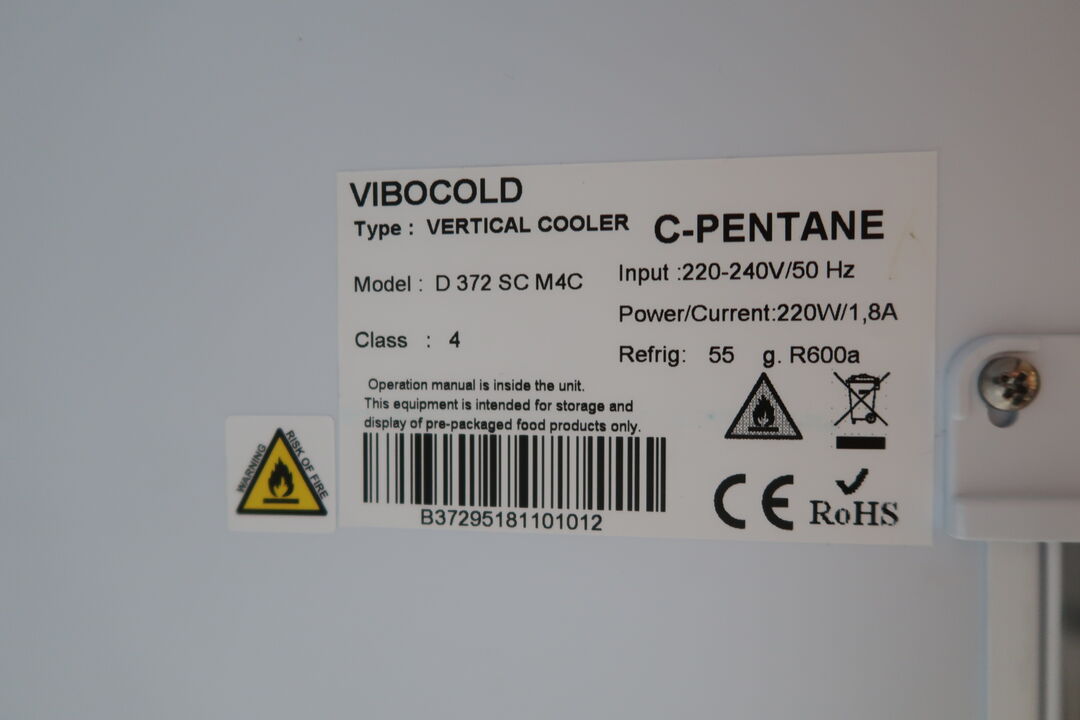 VIBOCOLD
Type : VERTICAL COOLER
C-PENTANE
Model : D 372 SC M4C
Input :220-240V/50 Hz
Power/Current:220W/1,8A
Class : 4
Refrig: 55 g. R600a
Operation manual is inside the unit.
This equipment is intended for storage and
display of pre-packaged food products only.
B37295181101012
CE
RoHS
WARNING
RISK OF FIRE